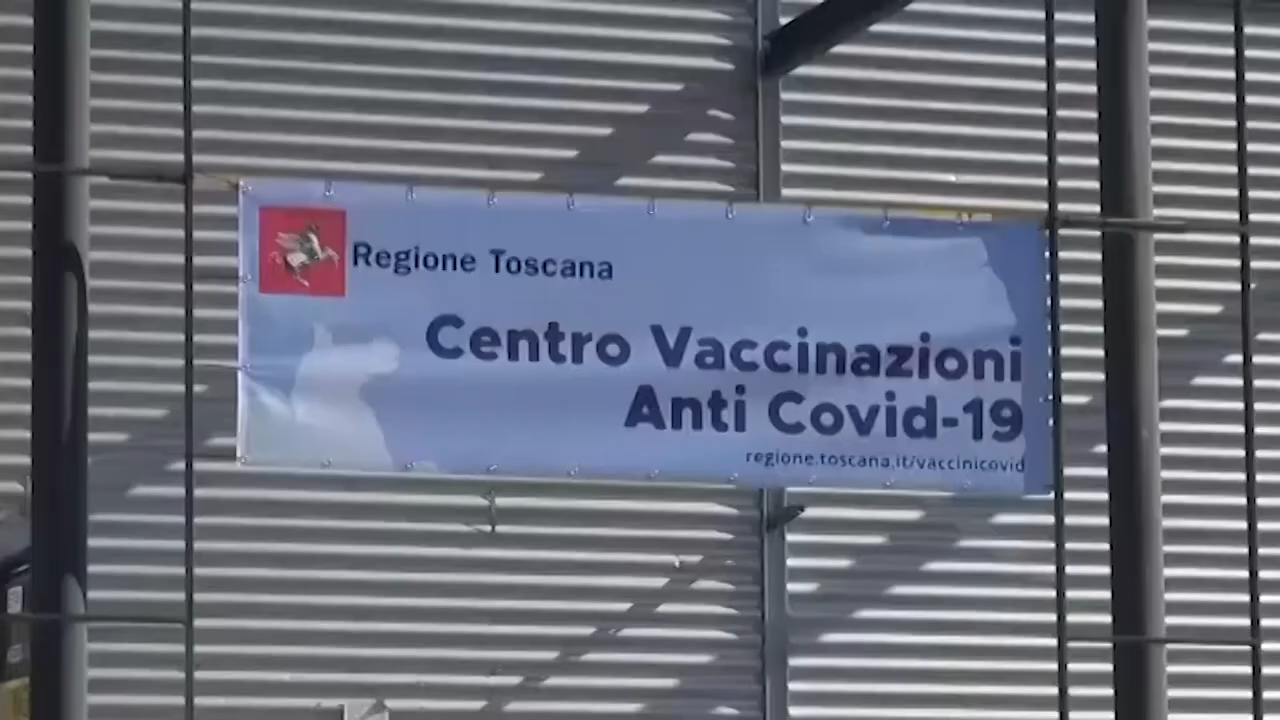 Regione Toscana
Centro Vaccinazioni
Anti Covid-19
regione.toscana.it/vaccinicovid